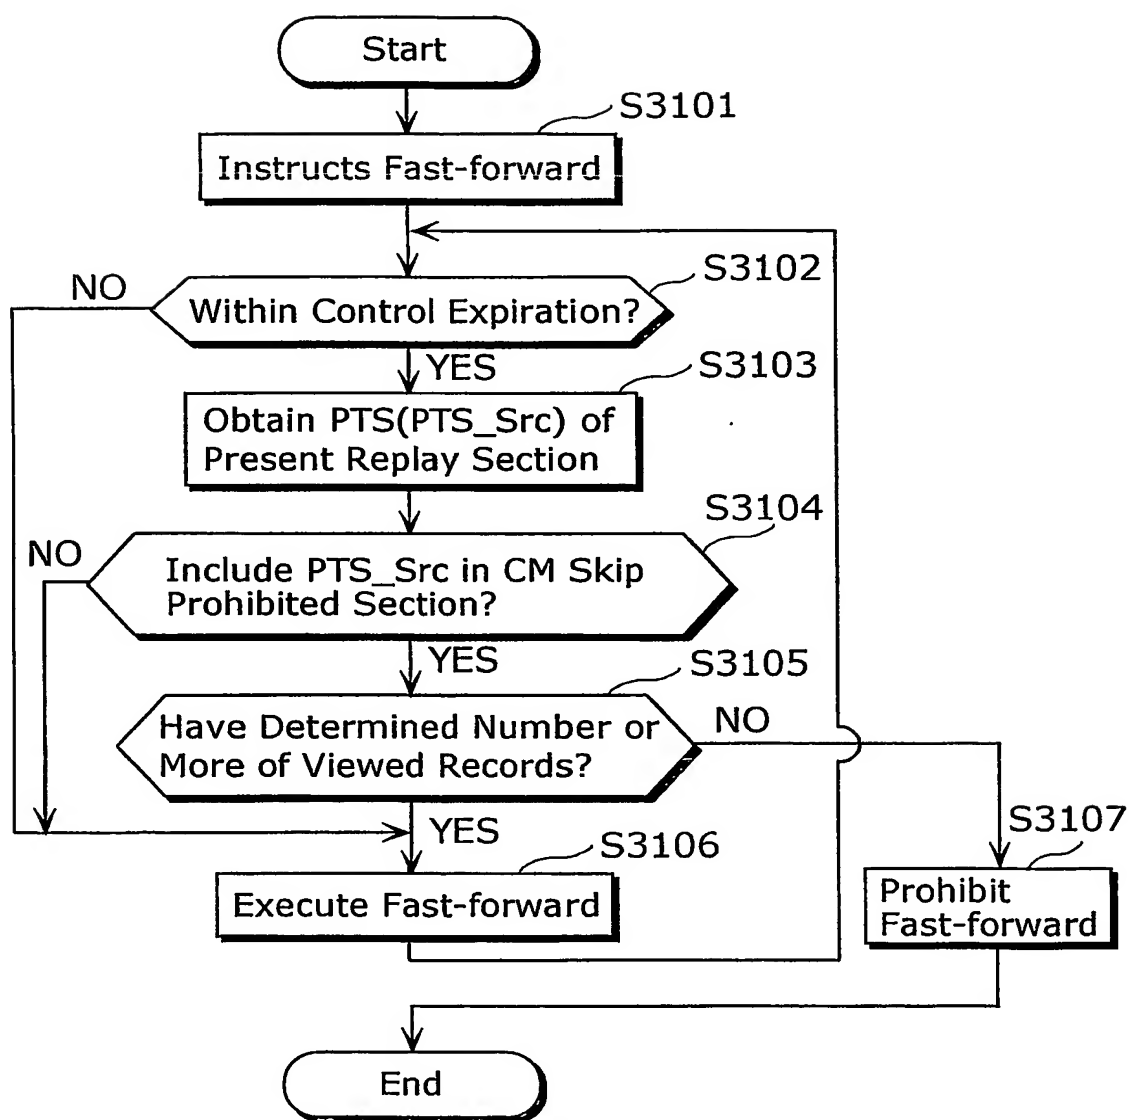 Start
S3101
Instructs Fast-forward
S3102
NO
Within Control Expiration?
YES
S3103
Obtain PTS(PTS_Src) of
Present Replay Section
S3104
NO
Include PTS_Src in CM Skip
Prohibited Section?
YES
S3105
Have Determined Number or
More of Viewed Records?
NO
YES
S3106
S3107
Execute Fast-forward
Prohibit
Fast-forward
End